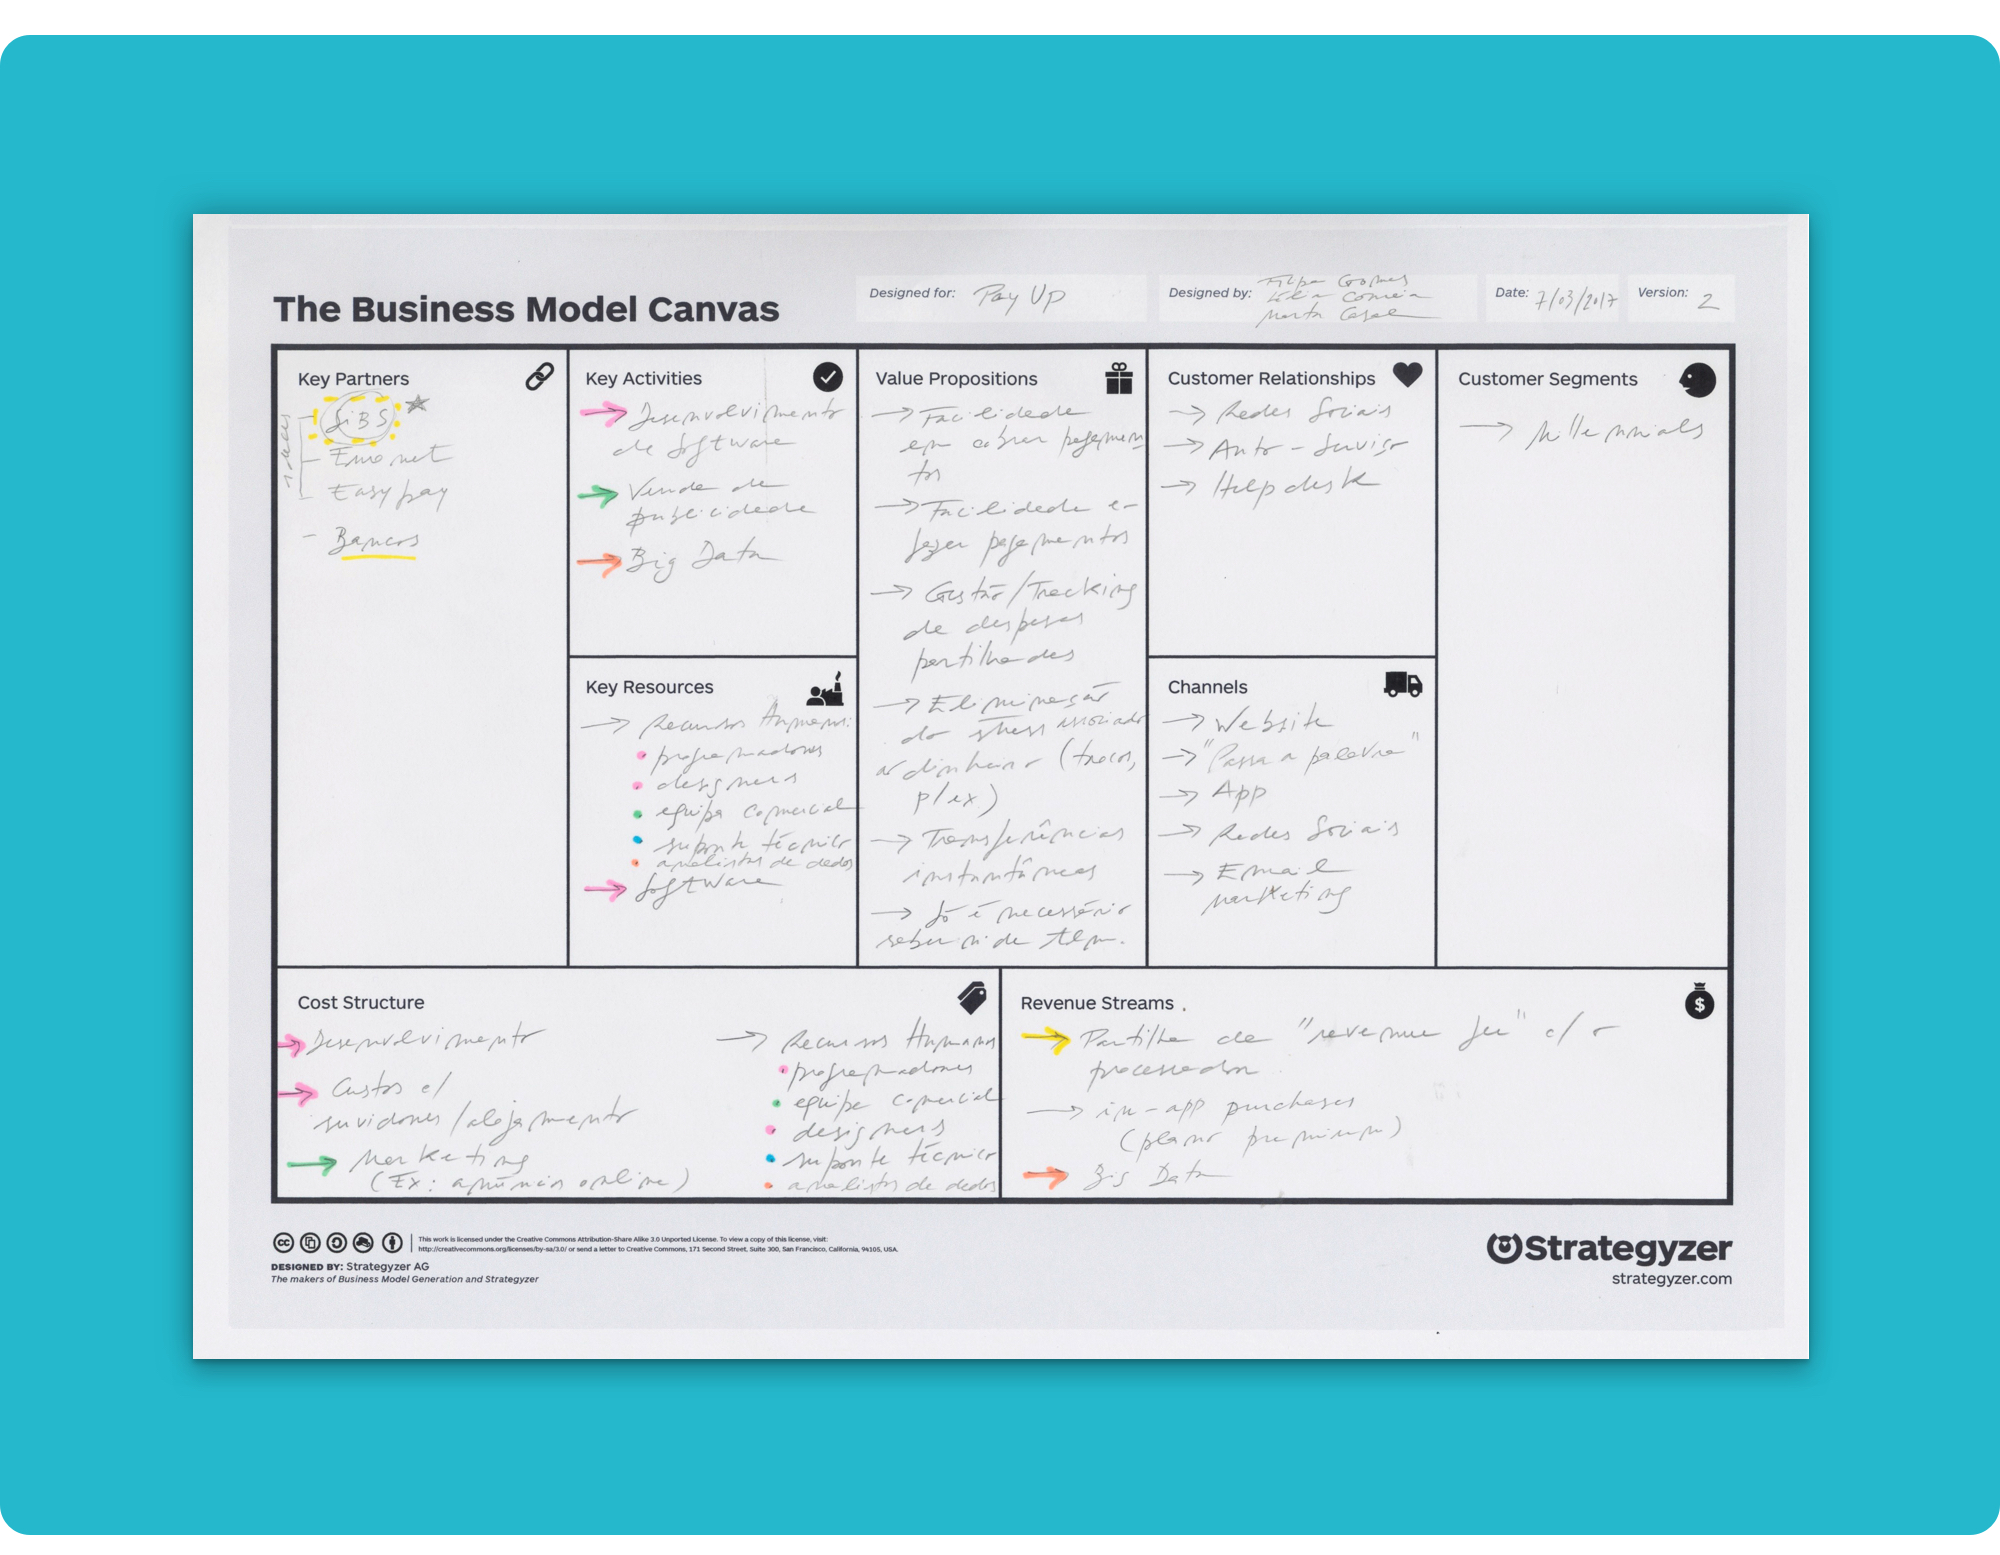 The Business Model Canvas
Designed for: Pay Up
Designed by: Filipa Gomes
Lídia Correia
Marta Casal
Date: 7/03/2017
Version: 2
Key Partners
SIBS
- Euronet
- Easypay
- Bancos
Key Activities
→ Desenvolvimento
de Software
→ Venda de
publicidade
→ Big Data
Key Resources
→ Recursos Humanos:
• programadores
• designers
• equipa comercial
• suporte técnico
• analistas de dados
→ Software
Value Propositions
→ Facilidade
em cobrar pagamen
tos
→ Facilidade e-
fazer pagamentos
→ Gestão/Tracking
de despesas
partilhadas
→ Eliminação
do stress associado
ao dinheiro (trocos,
p/ex.)
→ Transferências
instantâneas
→ Só é necessário
saber nº de tlm.
Customer Relationships
→ Redes Sociais
→ Auto-Serviço
→ Helpdesk
Channels
→ Website
→ "Passa a palavra"
→ App
→ Redes Sociais
→ Email
marketing
Customer Segments
→ Millennials
Cost Structure
→ Desenvolvimento
→ Custos c/
servidores/alojamento
→ Marketing
(Ex: anúncios online)
→ Recursos Humanos
• programadores
• equipa comercial
• designers
• suporte técnico
• analistas de dados
Revenue Streams
→ Partilha de "revenue fee" c/ o
processador
→ in-app purchases
(plano premium)
→ Big Data
This work is licensed under the Creative Commons Attribution-Share Alike 3.0 Unported License. To view a copy of this license, visit:
http://creativecommons.org/licenses/by-sa/3.0/ or send a letter to Creative Commons, 171 Second Street, Suite 300, San Francisco, California, 94105, USA.
DESIGNED BY: Strategyzer AG
The makers of Business Model Generation and Strategyzer
Strategyzer
strategyzer.com